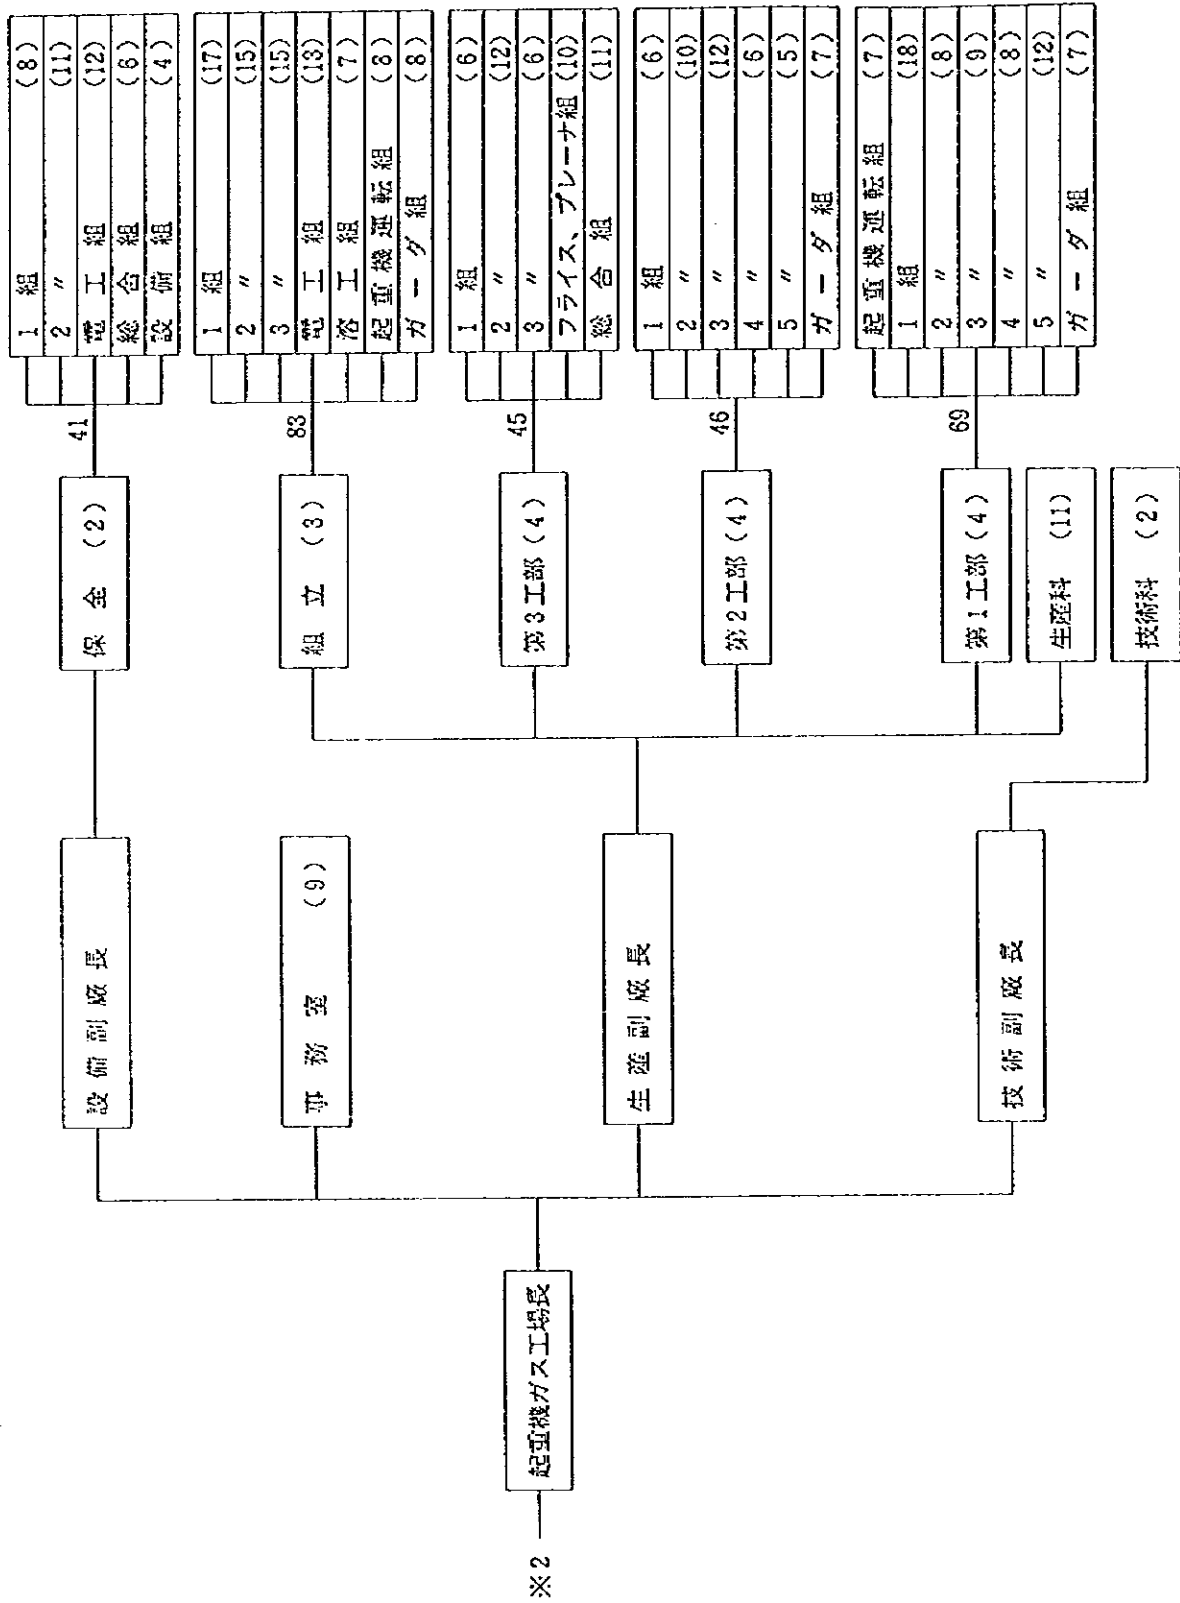 ※2
起重機ガス工場長
設備副廠長
事務室 (9)
生産副廠長
技術副廠長
保全 (2)
組立 (3)
第3工部 (4)
第2工部 (4)
第1工部 (4)
生産科 (11)
技術科 (2)
41
1 組 (8)
2 〃 (11)
電工組 (12)
総合組 (6)
設備組 (4)
83
1 組 (17)
2 〃 (15)
3 〃 (15)
電工組 (13)
溶工組 (7)
起重機運転組 (8)
ガーダ組 (8)
45
1 組 (6)
2 〃 (12)
3 〃 (6)
フライス、プレーナ組 (10)
総合組 (11)
46
1 組 (6)
2 〃 (10)
3 〃 (12)
4 〃 (6)
5 〃 (5)
ガーダ組 (7)
69
起重機運転組 (7)
1 組 (18)
2 〃 (8)
3 〃 (9)
4 〃 (8)
5 〃 (12)
ガーダ組 (7)